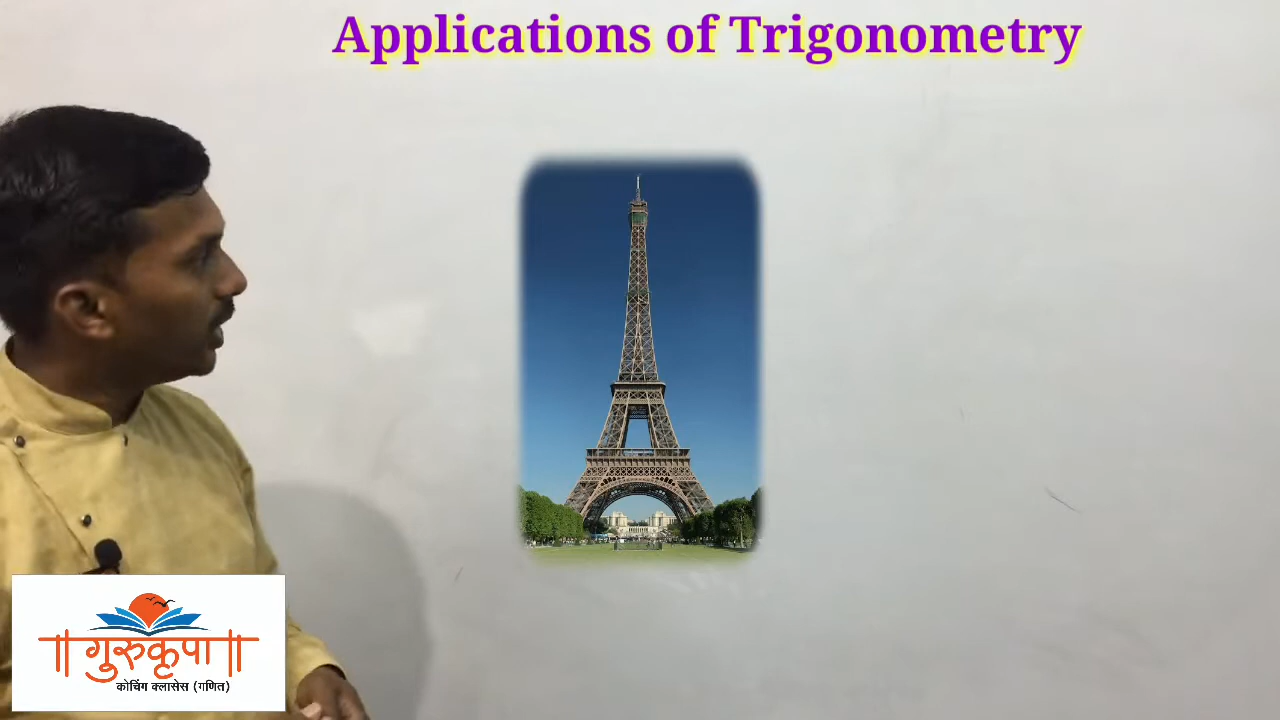 Applications of Trigonometry
॥ गुरुकृपा ॥
कोचिंग क्लासेस (गणित)